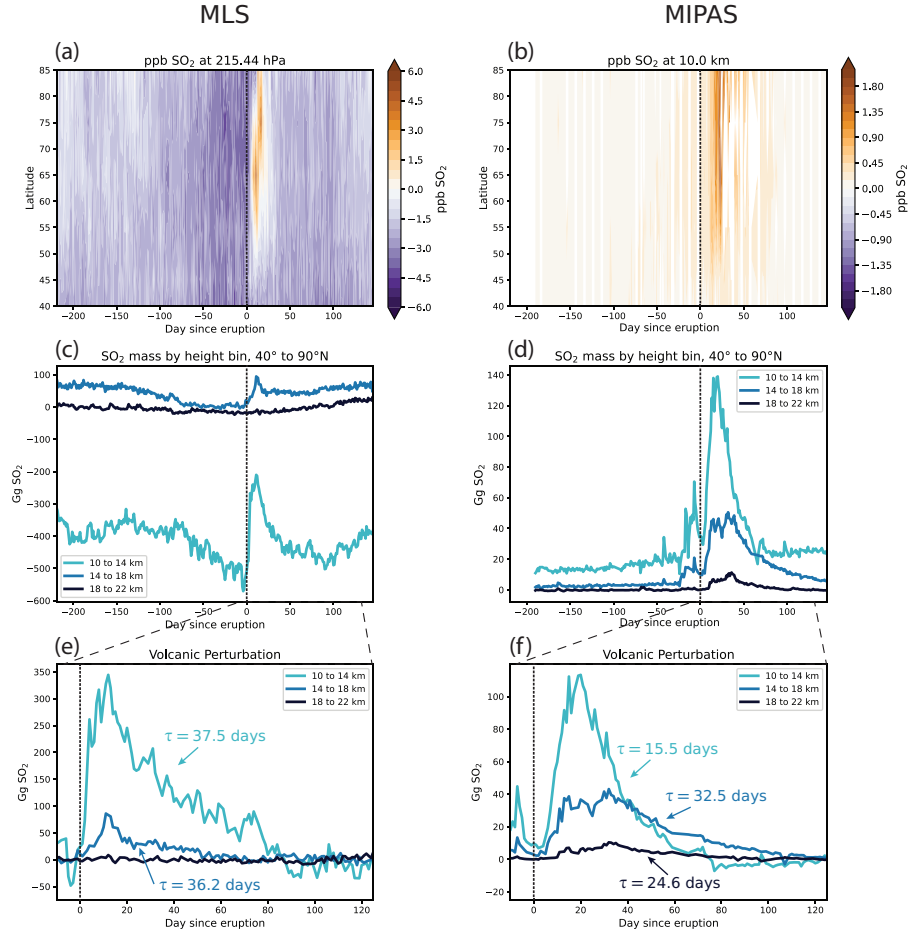 MLS
MIPAS
(a)
ppb SO₂ at 215.44 hPa
Latitude
85
80
75
70
65
60
55
50
45
40
−200
−150
−100
−50
0
50
100
Day since eruption
6.0
4.5
3.0
1.5
0.0
−1.5
−3.0
−4.5
−6.0
ppb SO₂
(b)
ppb SO₂ at 10.0 km
85
80
75
70
65
60
55
50
45
40
−200
−150
−100
−50
0
50
100
Day since eruption
1.80
1.35
0.90
0.45
0.00
−0.45
−0.90
−1.35
−1.80
ppb SO₂
(c)
SO₂ mass by height bin, 40° to 90°N
Gg SO₂
100
0
−100
−200
−300
−400
−500
−600
10 to 14 km
14 to 18 km
18 to 22 km
−200
−150
−100
−50
0
50
100
Day since eruption
(d)
SO₂ mass by height bin, 40° to 90°N
Gg SO₂
140
120
100
80
60
40
20
0
10 to 14 km
14 to 18 km
18 to 22 km
−200
−150
−100
−50
0
50
100
Day since eruption
(e)
Volcanic Perturbation
Gg SO₂
350
300
250
200
150
100
50
0
−50
10 to 14 km
14 to 18 km
18 to 22 km
τ = 37.5 days
τ = 36.2 days
0
20
40
60
80
100
120
Day since eruption
(f)
Volcanic Perturbation
Gg SO₂
100
80
60
40
20
0
−20
10 to 14 km
14 to 18 km
18 to 22 km
τ = 15.5 days
τ = 32.5 days
τ = 24.6 days
0
20
40
60
80
100
120
Day since eruption